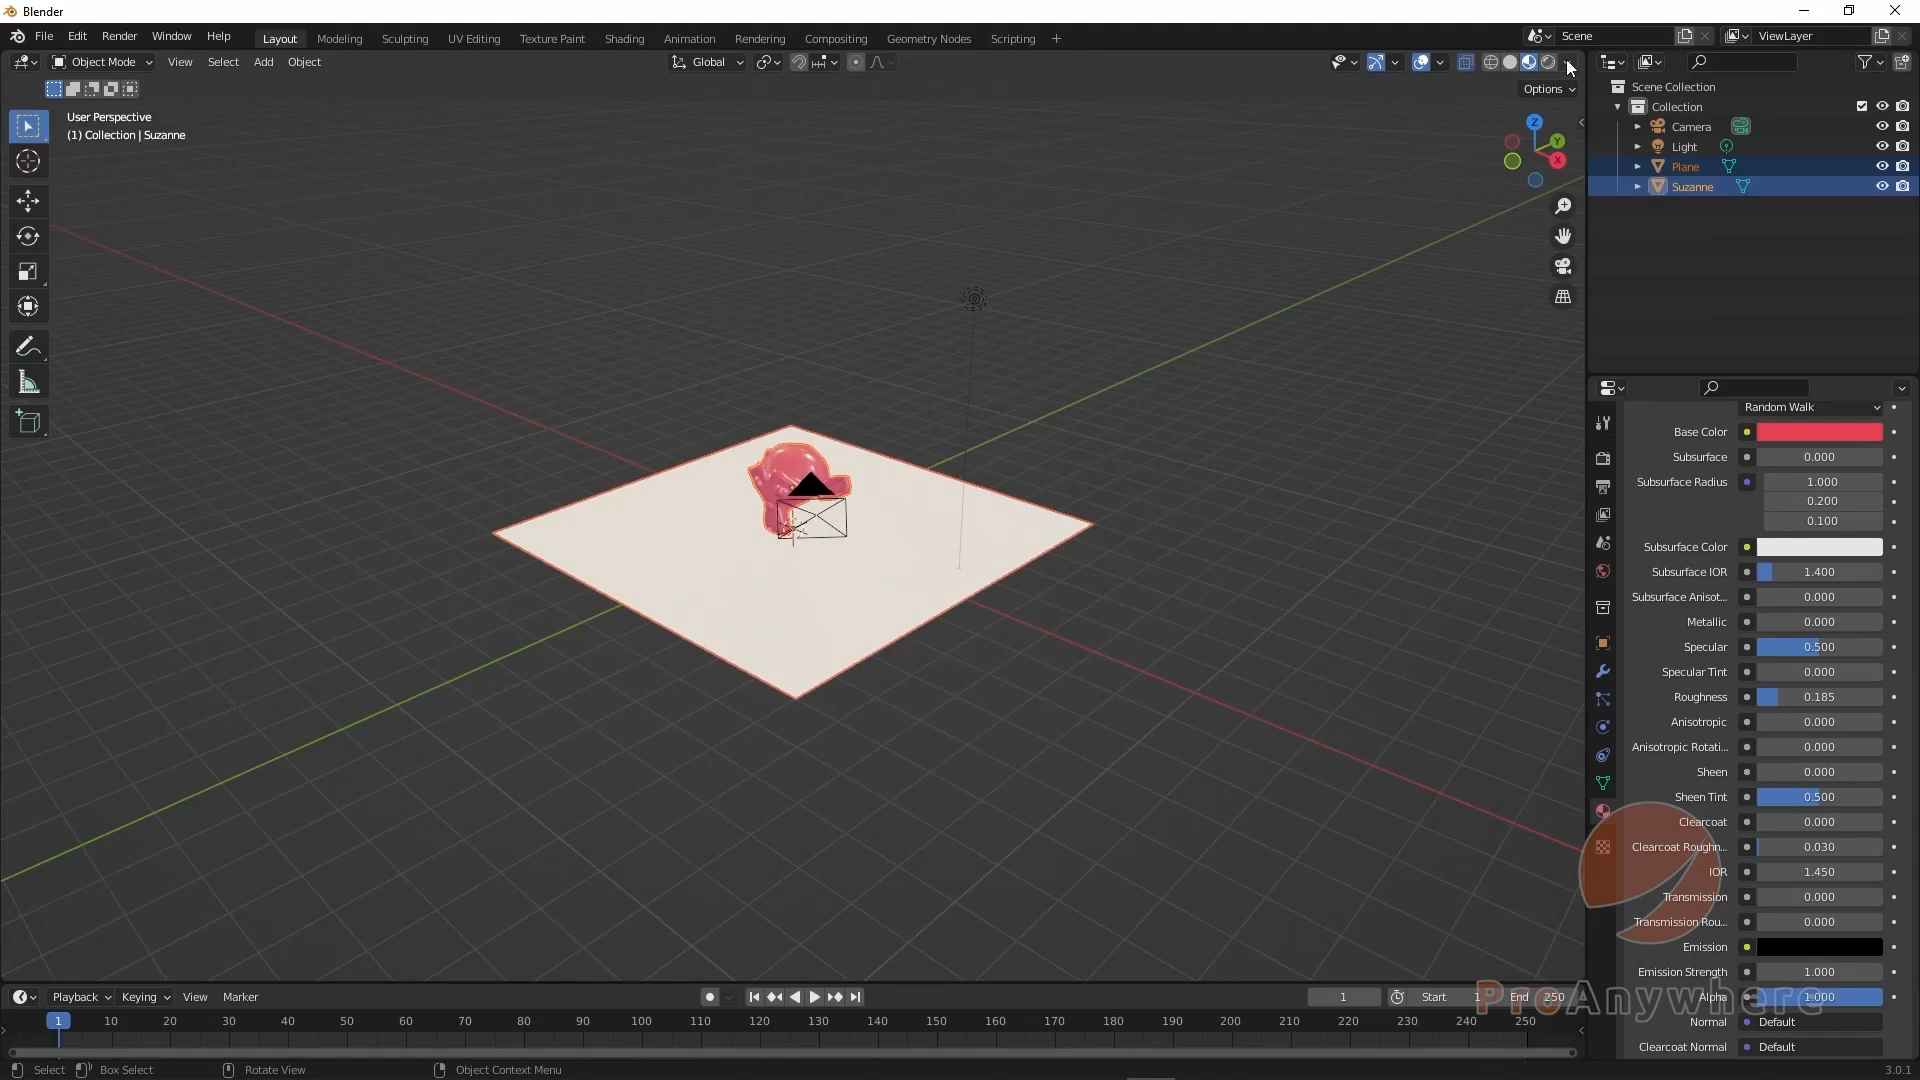 Blender
File Edit Render Window Help
Layout Modeling Sculpting UV Editing Texture Paint Shading Animation Rendering Compositing Geometry Nodes Scripting +
Scene
ViewLayer
Object Mode View Select Add Object
Global
Options
User Perspective
(1) Collection | Suzanne
Z
Y
X
Scene Collection
Collection
Camera
Light
Plane
Suzanne
Random Walk
Base Color
Subsurface 0.000
Subsurface Radius 1.000
0.200
0.100
Subsurface Color
Subsurface IOR 1.400
Subsurface Anisot... 0.000
Metallic 0.000
Specular 0.500
Specular Tint 0.000
Roughness 0.185
Anisotropic 0.000
Anisotropic Rotati... 0.000
Sheen 0.000
Sheen Tint 0.500
Clearcoat 0.000
Clearcoat Roughn... 0.030
IOR 1.450
Transmission 0.000
Transmission Rou... 0.000
Emission
Emission Strength 1.000
Alpha 1.000
Normal Default
Clearcoat Normal Default
ProAnywhere
Playback Keying View Marker
1 Start 1 End 250
1 10 20 30 40 50 60 70 80 90 100 110 120 130 140 150 160 170 180 190 200 210 220 230 240 250
Select Box Select Rotate View Object Context Menu
3.0.1